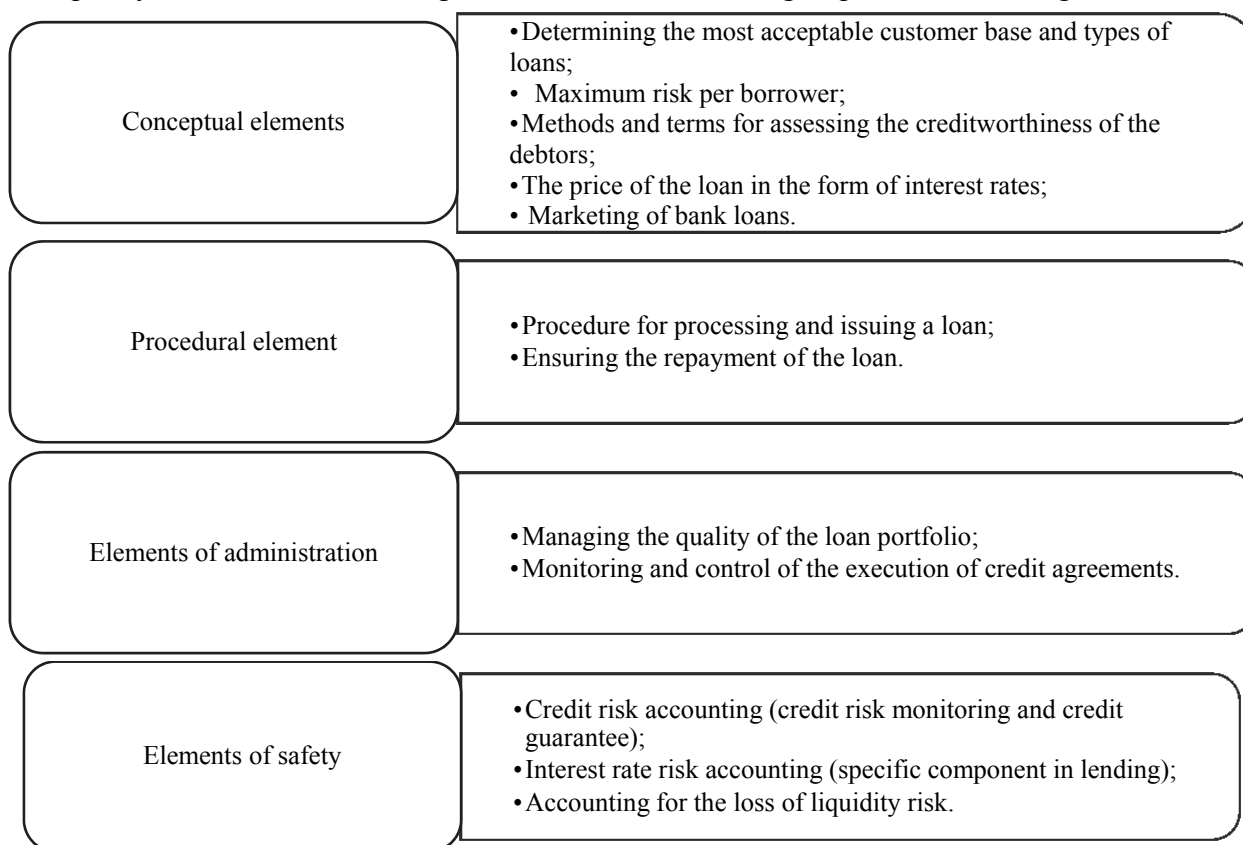 Conceptual elements
•Determining the most acceptable customer base and types of
loans;
• Maximum risk per borrower;
•Methods and terms for assessing the creditworthiness of the
debtors;
•The price of the loan in the form of interest rates;
• Marketing of bank loans.
Procedural element
•Procedure for processing and issuing a loan;
•Ensuring the repayment of the loan.
Elements of administration
•Managing the quality of the loan portfolio;
•Monitoring and control of the execution of credit agreements.
Elements of safety
•Credit risk accounting (credit risk monitoring and credit
guarantee);
•Interest rate risk accounting (specific component in lending);
•Accounting for the loss of liquidity risk.